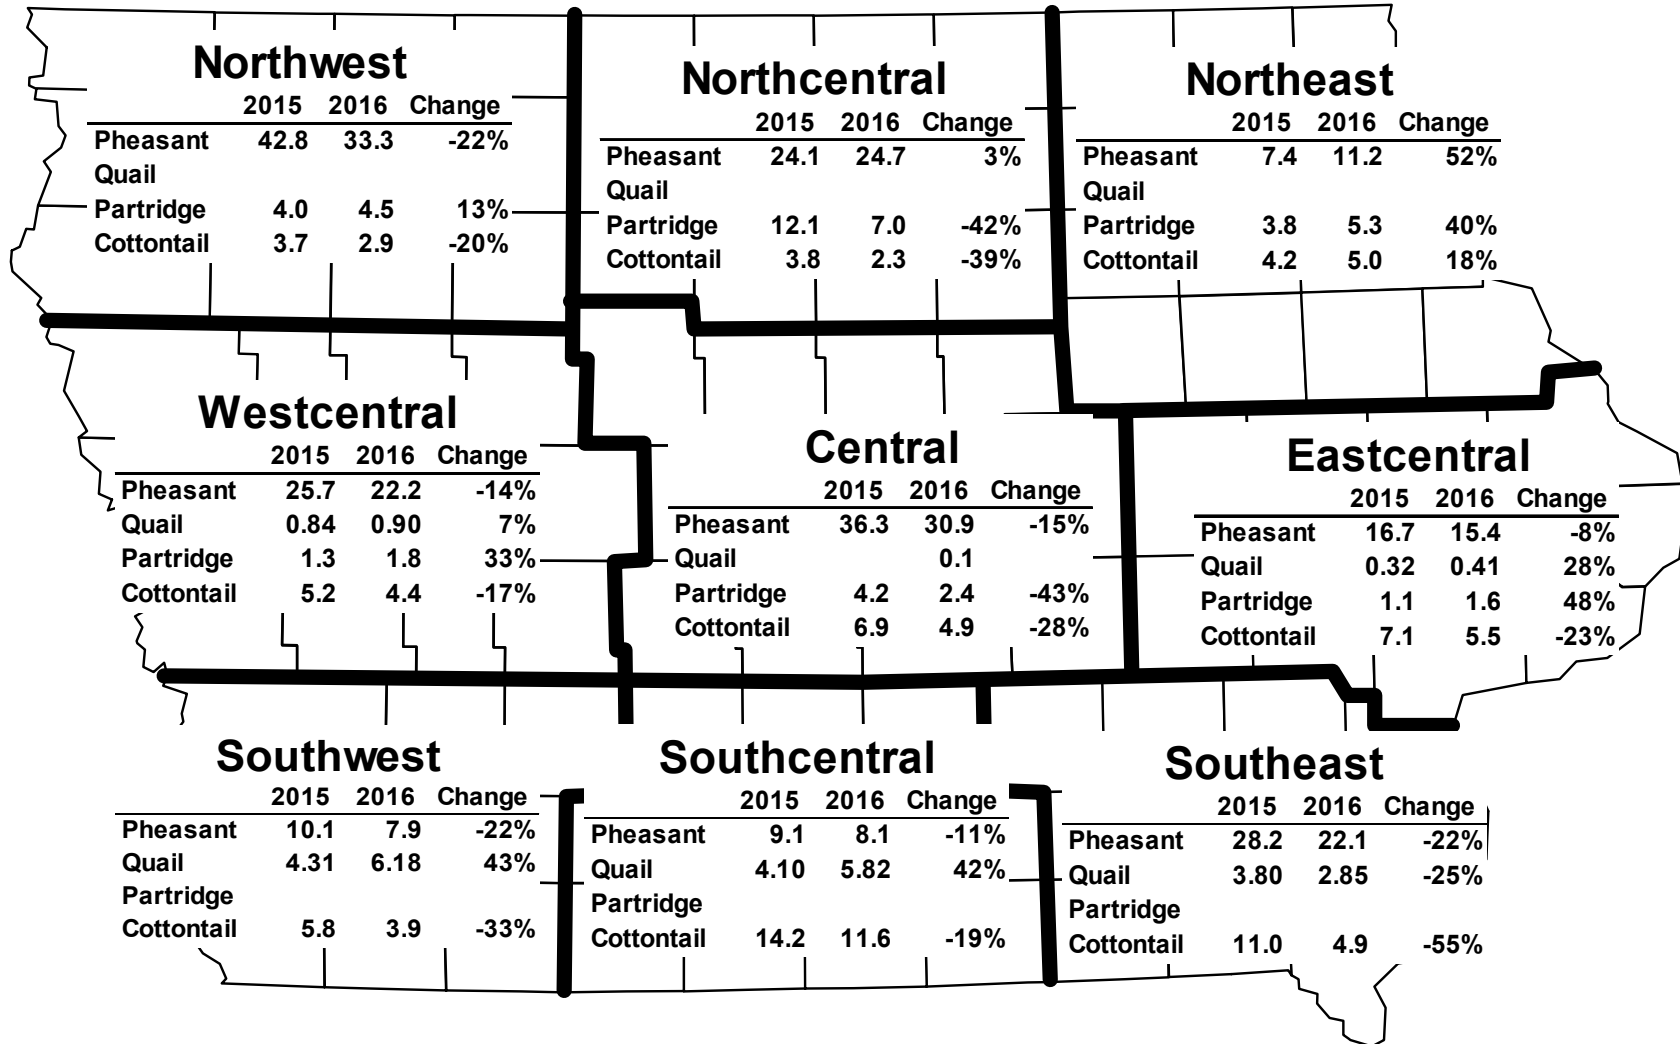 Northwest
2015 2016 Change
Pheasant 42.8 33.3 -22%
Quail
Partridge 4.0 4.5 13%
Cottontail 3.7 2.9 -20%
Northcentral
2015 2016 Change
Pheasant 24.1 24.7 3%
Quail
Partridge 12.1 7.0 -42%
Cottontail 3.8 2.3 -39%
Northeast
2015 2016 Change
Pheasant 7.4 11.2 52%
Quail
Partridge 3.8 5.3 40%
Cottontail 4.2 5.0 18%
Westcentral
2015 2016 Change
Pheasant 25.7 22.2 -14%
Quail 0.84 0.90 7%
Partridge 1.3 1.8 33%
Cottontail 5.2 4.4 -17%
Central
2015 2016 Change
Pheasant 36.3 30.9 -15%
Quail 0.1
Partridge 4.2 2.4 -43%
Cottontail 6.9 4.9 -28%
Eastcentral
2015 2016 Change
Pheasant 16.7 15.4 -8%
Quail 0.32 0.41 28%
Partridge 1.1 1.6 48%
Cottontail 7.1 5.5 -23%
Southwest
2015 2016 Change
Pheasant 10.1 7.9 -22%
Quail 4.31 6.18 43%
Partridge
Cottontail 5.8 3.9 -33%
Southcentral
2015 2016 Change
Pheasant 9.1 8.1 -11%
Quail 4.10 5.82 42%
Partridge
Cottontail 14.2 11.6 -19%
Southeast
2015 2016 Change
Pheasant 28.2 22.1 -22%
Quail 3.80 2.85 -25%
Partridge
Cottontail 11.0 4.9 -55%